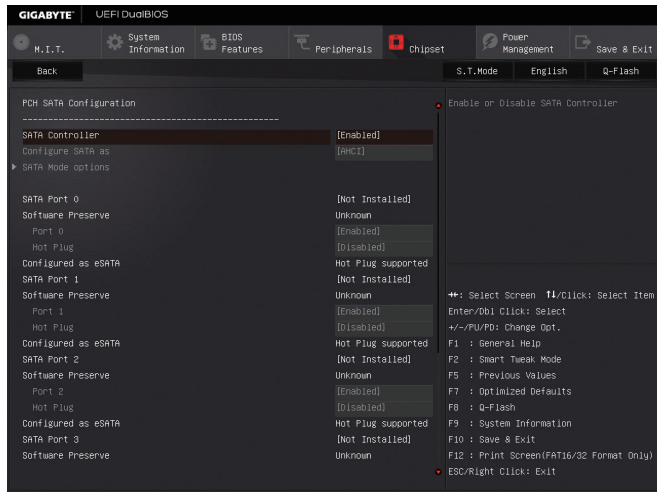 GIGABYTE™ UEFI DualBIOS
M.I.T. System Information BIOS Features Peripherals Chipset Power Management Save & Exit
Back S.T.Mode English Q-Flash
PCH SATA Configuration
--------------------------------------------------
SATA Controller [Enabled]
Configure SATA as [AHCI]
SATA Mode options
SATA Port 0 [Not Installed]
Software Preserve Unknown
Port 0 [Enabled]
Hot Plug [Disabled]
Configured as eSATA Hot Plug supported
SATA Port 1 [Not Installed]
Software Preserve Unknown
Port 1 [Enabled]
Hot Plug [Disabled]
Configured as eSATA Hot Plug supported
SATA Port 2 [Not Installed]
Software Preserve Unknown
Port 2 [Enabled]
Hot Plug [Disabled]
Configured as eSATA Hot Plug supported
SATA Port 3 [Not Installed]
Software Preserve Unknown
Enable or Disable SATA Controller
→←: Select Screen ↑↓/Click: Select Item
Enter/Dbl Click: Select
+/-/PU/PD: Change Opt.
F1 : General Help
F2 : Smart Tweak Mode
F5 : Previous Values
F7 : Optimized Defaults
F8 : Q-Flash
F9 : System Information
F10 : Save & Exit
F12 : Print Screen(FAT16/32 Format Only)
ESC/Right Click: Exit